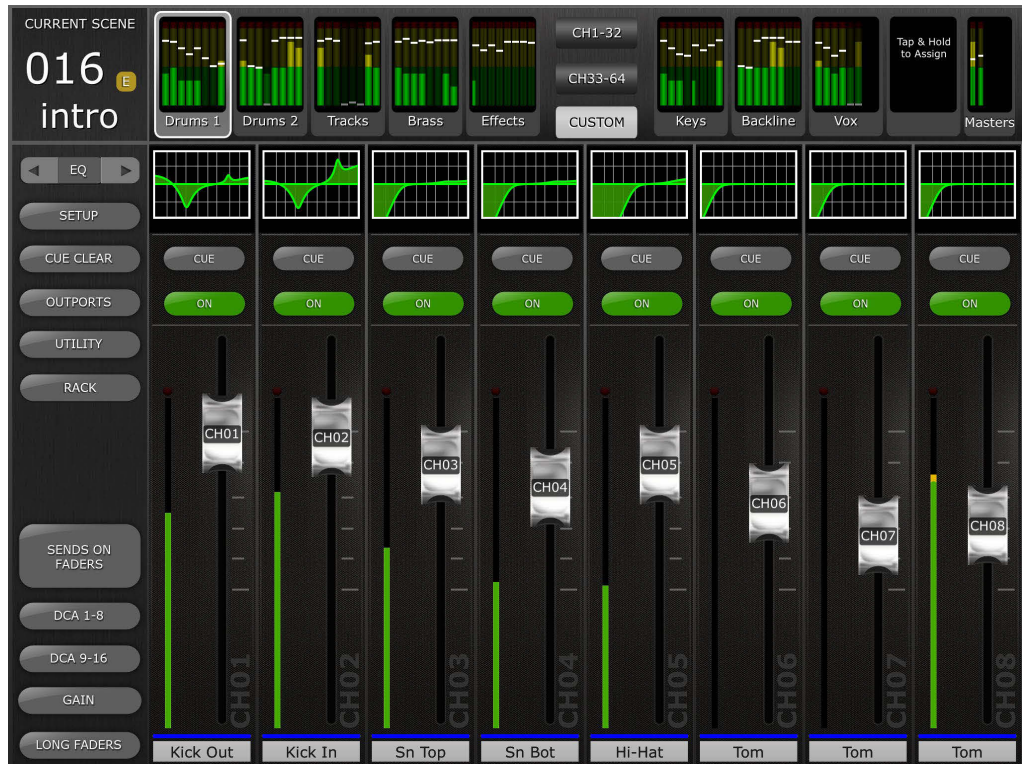 CURRENT SCENE
016 E
intro
Drums 1
Drums 2
Tracks
Brass
Effects
CH1-32
CH33-64
CUSTOM
Keys
Backline
Vox
Tap & Hold
to Assign
Masters
EQ
SETUP
CUE CLEAR
OUTPORTS
UTILITY
RACK
SENDS ON
FADERS
DCA 1-8
DCA 9-16
GAIN
LONG FADERS
CUE CUE CUE CUE CUE CUE CUE CUE
ON ON ON ON ON ON ON ON
CH01
CH02
CH03
CH04
CH05
CH06
CH07
CH08
CH01 CH02 CH03 CH04 CH05 CH06 CH07 CH08
Kick Out Kick In Sn Top Sn Bot Hi-Hat Tom Tom Tom